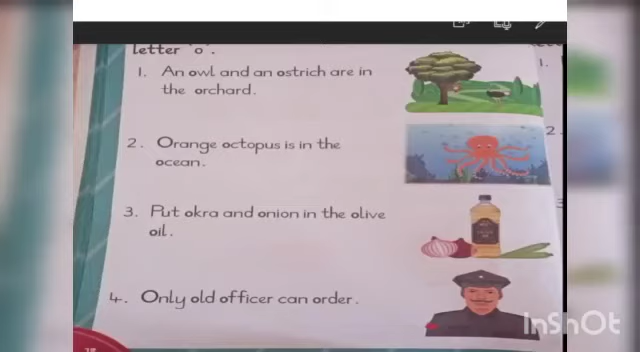 letter 'o'.
1. An owl and an ostrich are in
the orchard.
2. Orange octopus is in the
ocean.
3. Put okra and onion in the olive
oil.
4. Only old officer can order.
InShOt